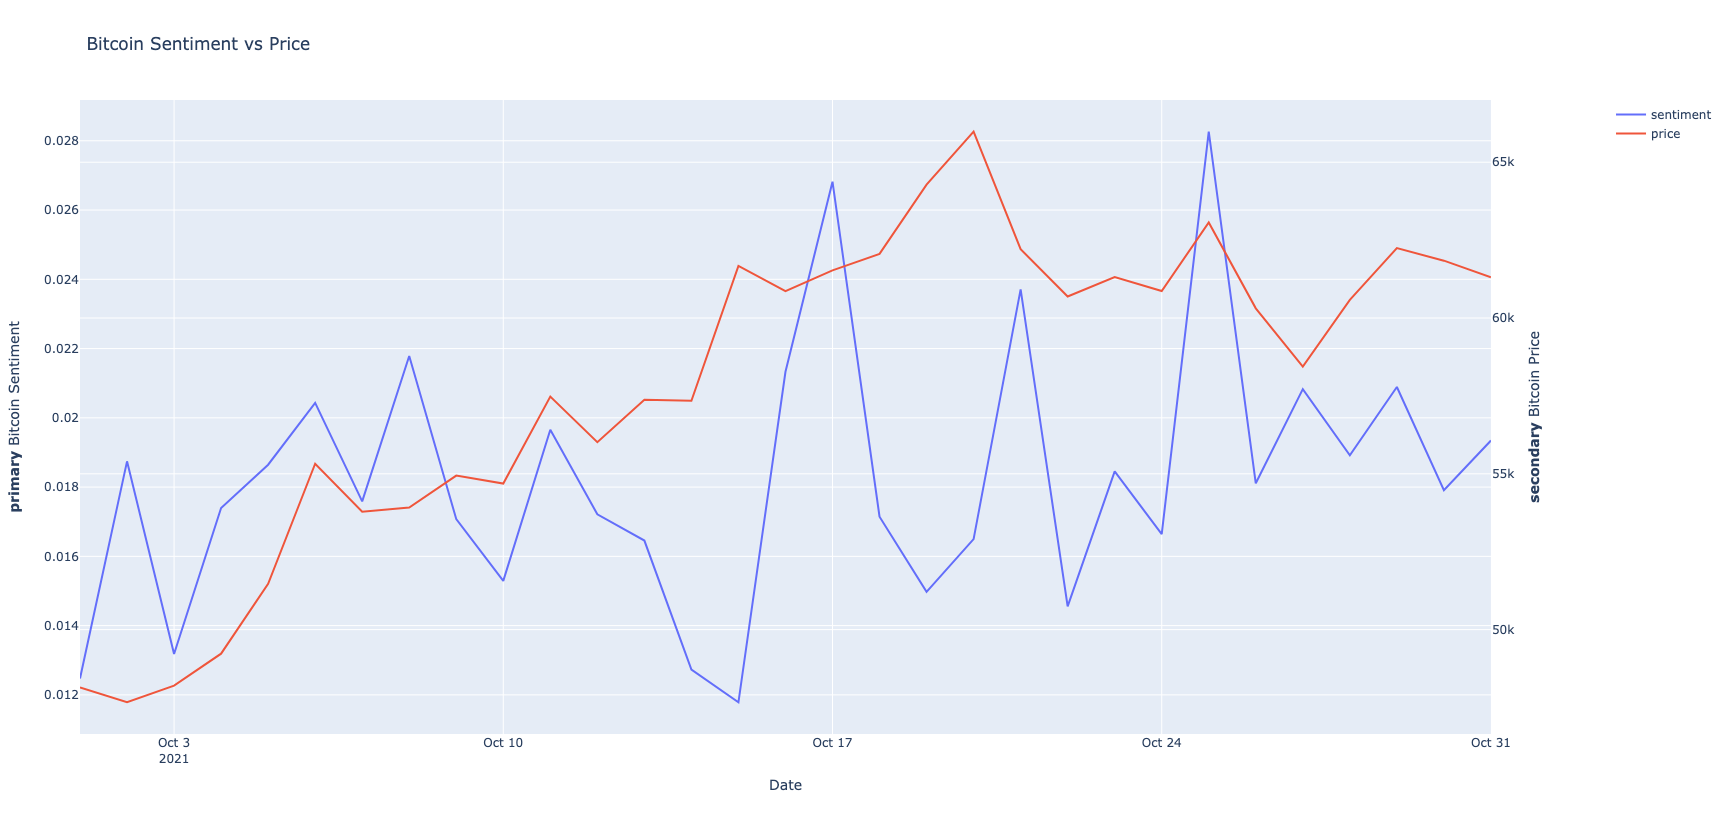 Bitcoin Sentiment vs Price
sentiment
price
0.028
0.026
0.024
0.022
0.02
0.018
0.016
0.014
0.012
primary Bitcoin Sentiment
65k
60k
55k
50k
secondary Bitcoin Price
Oct 3
2021
Oct 10
Oct 17
Oct 24
Oct 31
Date